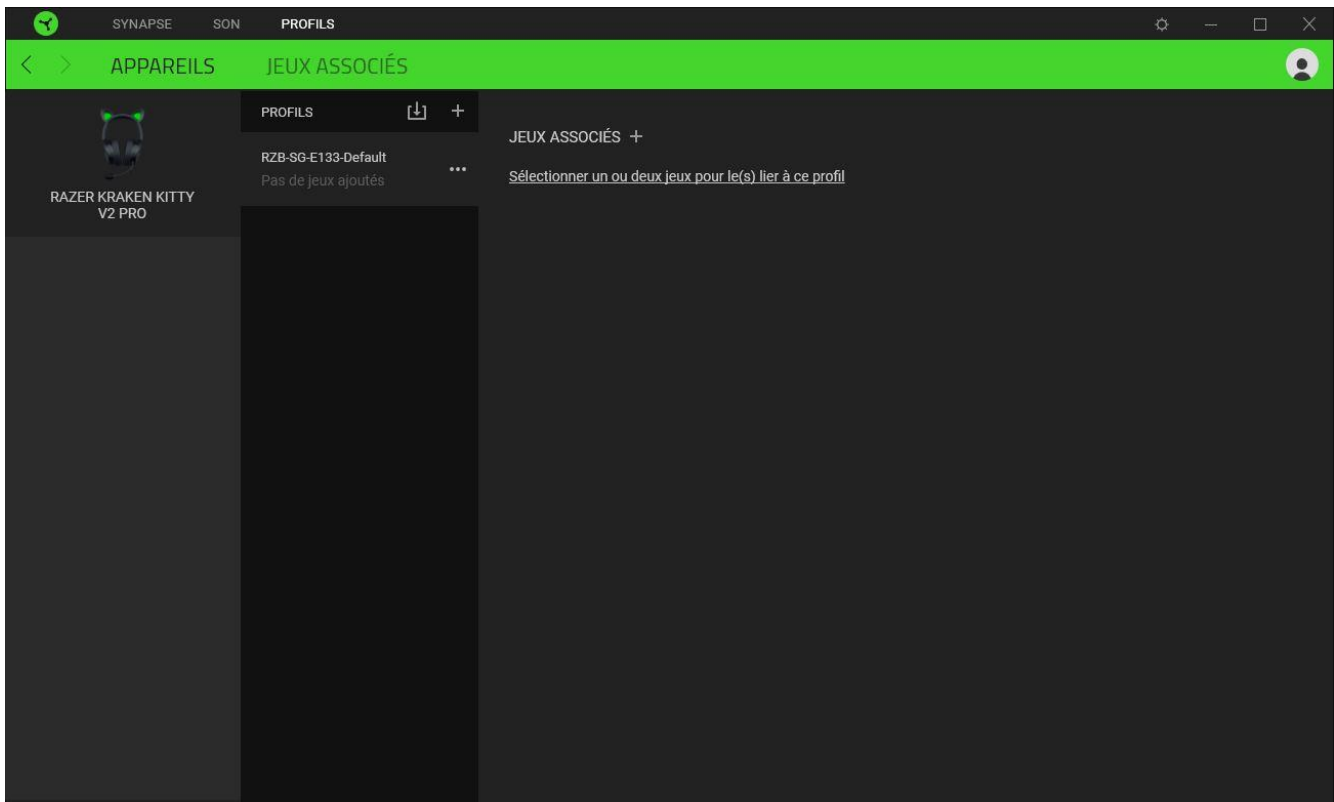 SYNAPSE SON PROFILS
APPAREILS JEUX ASSOCIÉS
RAZER KRAKEN KITTY
V2 PRO
PROFILS
RZB-SG-E133-Default
Pas de jeux ajoutés
JEUX ASSOCIÉS +
Sélectionner un ou deux jeux pour le(s) lier à ce profil